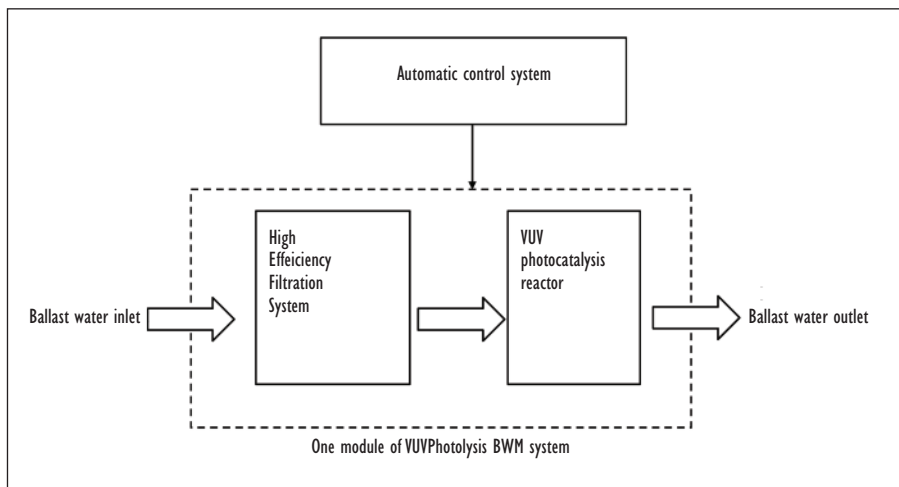 Automatic control system
High
Effeiciency
Filtration
System
VUV
photocatalysis
reactor
Ballast water inlet
Ballast water outlet
One module of VUVPhotolysis BWM system